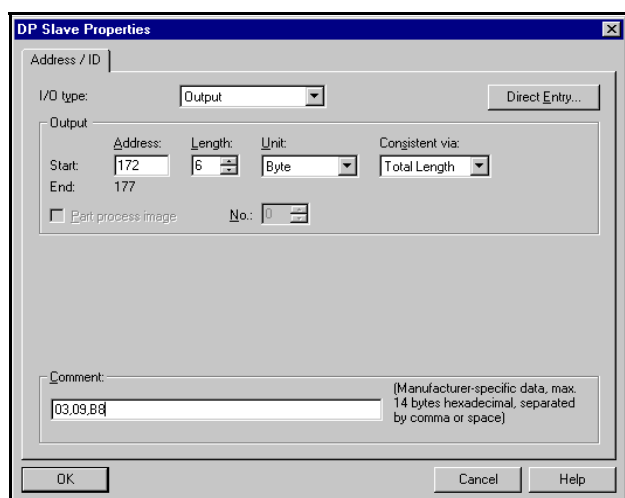 DP Slave Properties
Address / ID
I/O type: Output Direct Entry...
Output
Address: Length: Unit: Consistent via:
Start: 172 6 Byte Total Length
End: 177
Part process image No.: 0
Comment:
03,09,B8
(Manufacturer-specific data, max.
14 bytes hexadecimal, separated
by comma or space)
OK Cancel Help